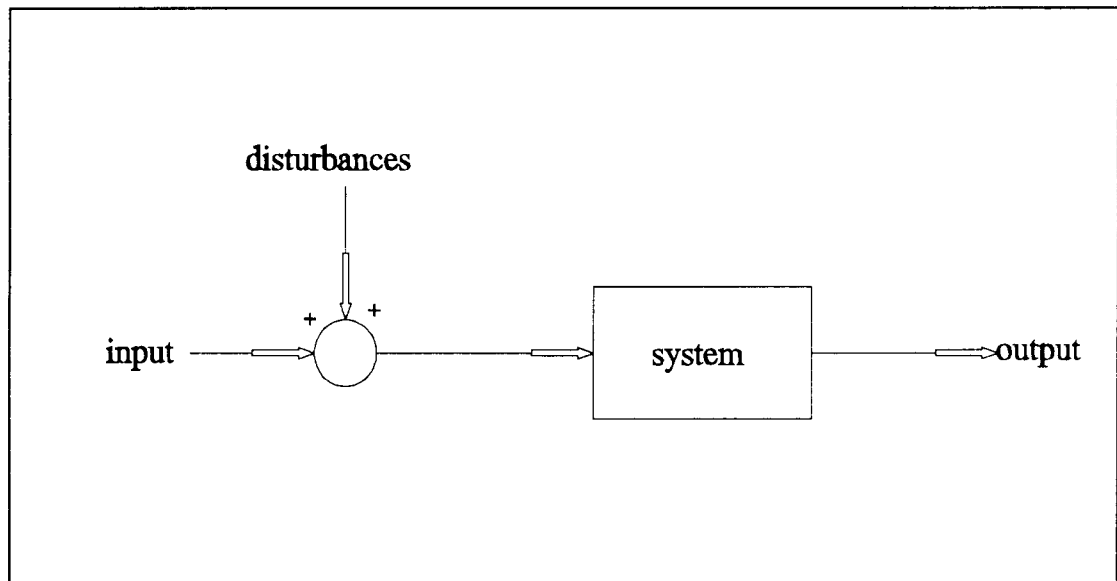 disturbances
+ +
input
system
output